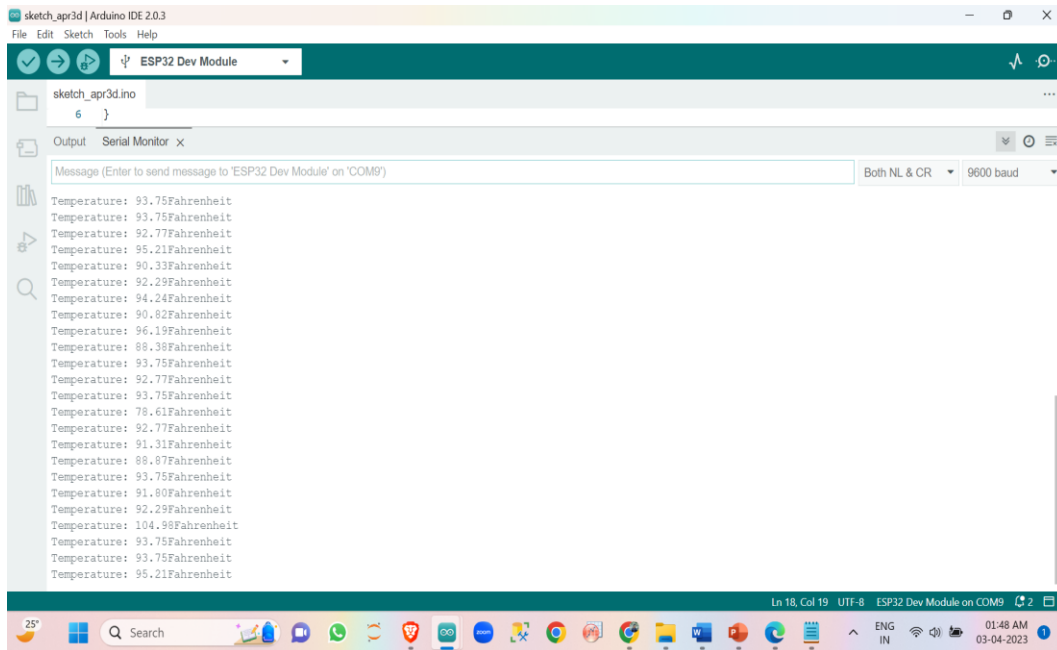 sketch_apr3d | Arduino IDE 2.0.3
File Edit Sketch Tools Help
ESP32 Dev Module
sketch_apr3d.ino
6 }
Output Serial Monitor
Message (Enter to send message to 'ESP32 Dev Module' on 'COM9') Both NL & CR 9600 baud
Temperature: 93.75Fahrenheit
Temperature: 93.75Fahrenheit
Temperature: 92.77Fahrenheit
Temperature: 95.21Fahrenheit
Temperature: 90.33Fahrenheit
Temperature: 92.29Fahrenheit
Temperature: 94.24Fahrenheit
Temperature: 90.82Fahrenheit
Temperature: 96.19Fahrenheit
Temperature: 88.38Fahrenheit
Temperature: 93.75Fahrenheit
Temperature: 92.77Fahrenheit
Temperature: 93.75Fahrenheit
Temperature: 78.61Fahrenheit
Temperature: 92.77Fahrenheit
Temperature: 91.31Fahrenheit
Temperature: 88.87Fahrenheit
Temperature: 93.75Fahrenheit
Temperature: 91.80Fahrenheit
Temperature: 92.29Fahrenheit
Temperature: 104.98Fahrenheit
Temperature: 93.75Fahrenheit
Temperature: 93.75Fahrenheit
Temperature: 95.21Fahrenheit
Ln 18, Col 19 UTF-8 ESP32 Dev Module on COM9 2
25°
Search
zoom
ENG
IN
01:48 AM
03-04-2023
1